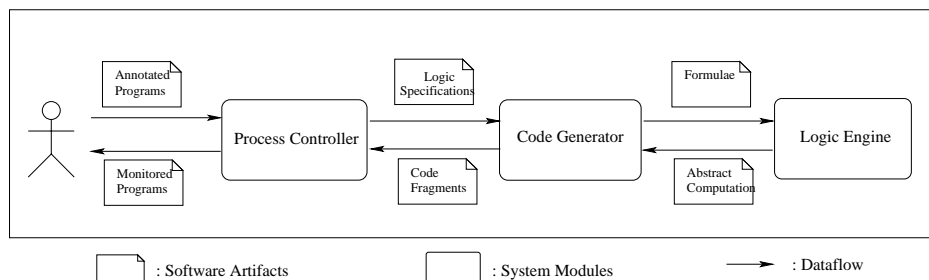 Annotated
Programs
Logic
Specifications
Formulae
Process Controller
Code Generator
Logic Engine
Monitored
Programs
Code
Fragments
Abstract
Computation
: Software Artifacts
: System Modules
: Dataflow